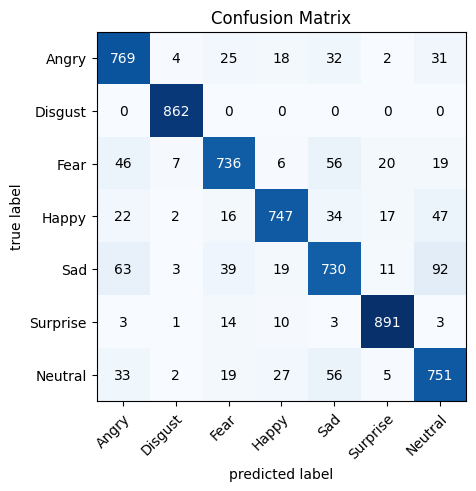 Confusion Matrix
true label
Angry 769 4 25 18 32 2 31
Disgust 0 862 0 0 0 0 0
Fear 46 7 736 6 56 20 19
Happy 22 2 16 747 34 17 47
Sad 63 3 39 19 730 11 92
Surprise 3 1 14 10 3 891 3
Neutral 33 2 19 27 56 5 751
Angry Disgust Fear Happy Sad Surprise Neutral
predicted label